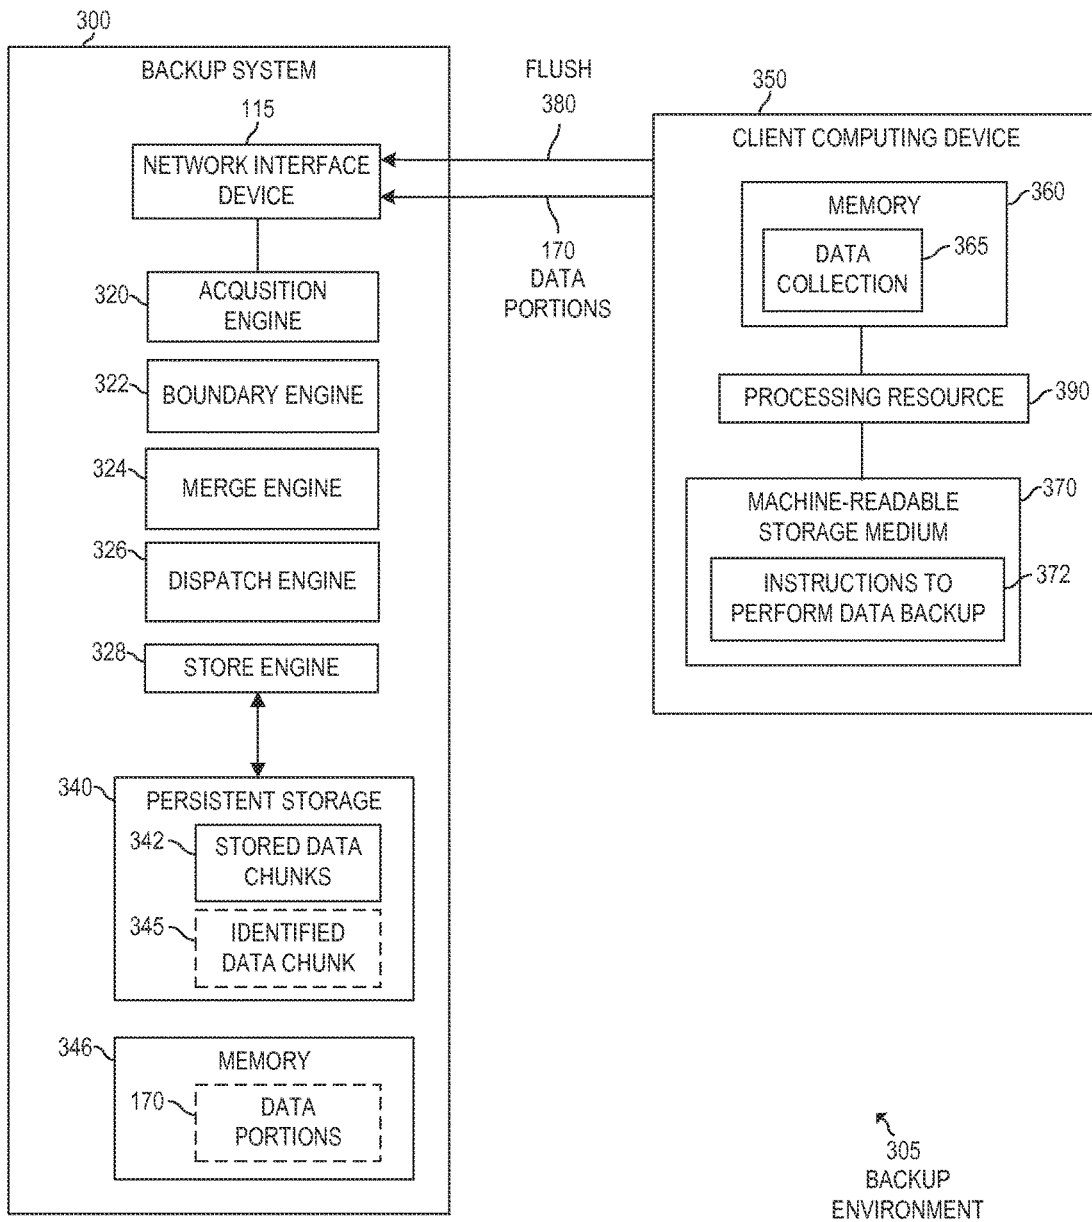 300
BACKUP SYSTEM
115
NETWORK INTERFACE
DEVICE
320
ACQUSITION
ENGINE
322
BOUNDARY ENGINE
324
MERGE ENGINE
326
DISPATCH ENGINE
328
STORE ENGINE
340
PERSISTENT STORAGE
342
STORED DATA
CHUNKS
345
IDENTIFIED
DATA CHUNK
346
MEMORY
170
DATA
PORTIONS
FLUSH
380
170
DATA
PORTIONS
350
CLIENT COMPUTING DEVICE
MEMORY
360
DATA
COLLECTION
365
PROCESSING RESOURCE
390
MACHINE-READABLE
STORAGE MEDIUM
370
INSTRUCTIONS TO
PERFORM DATA BACKUP
372
305
BACKUP
ENVIRONMENT